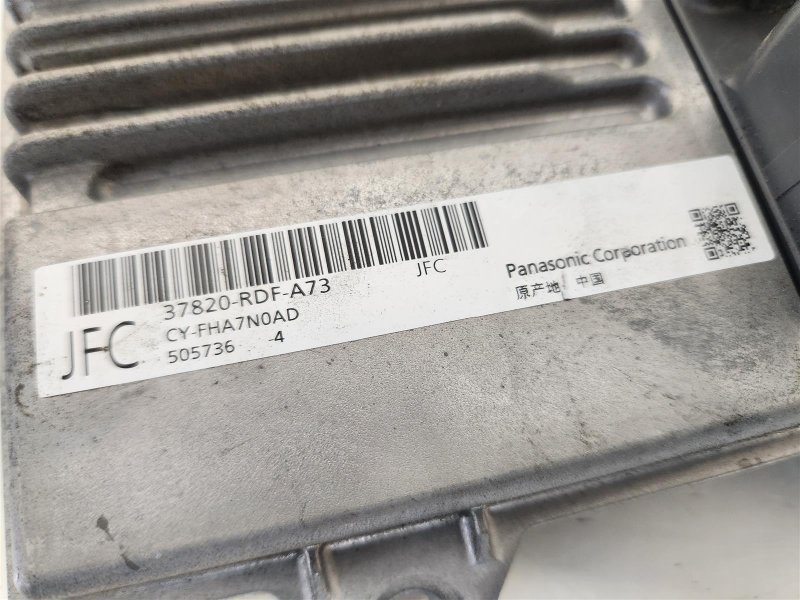 JFC
37820-RDF-A73
JFC
CY-FHA7N0AD
505736 -4
Panasonic Corporation
原产地 中国